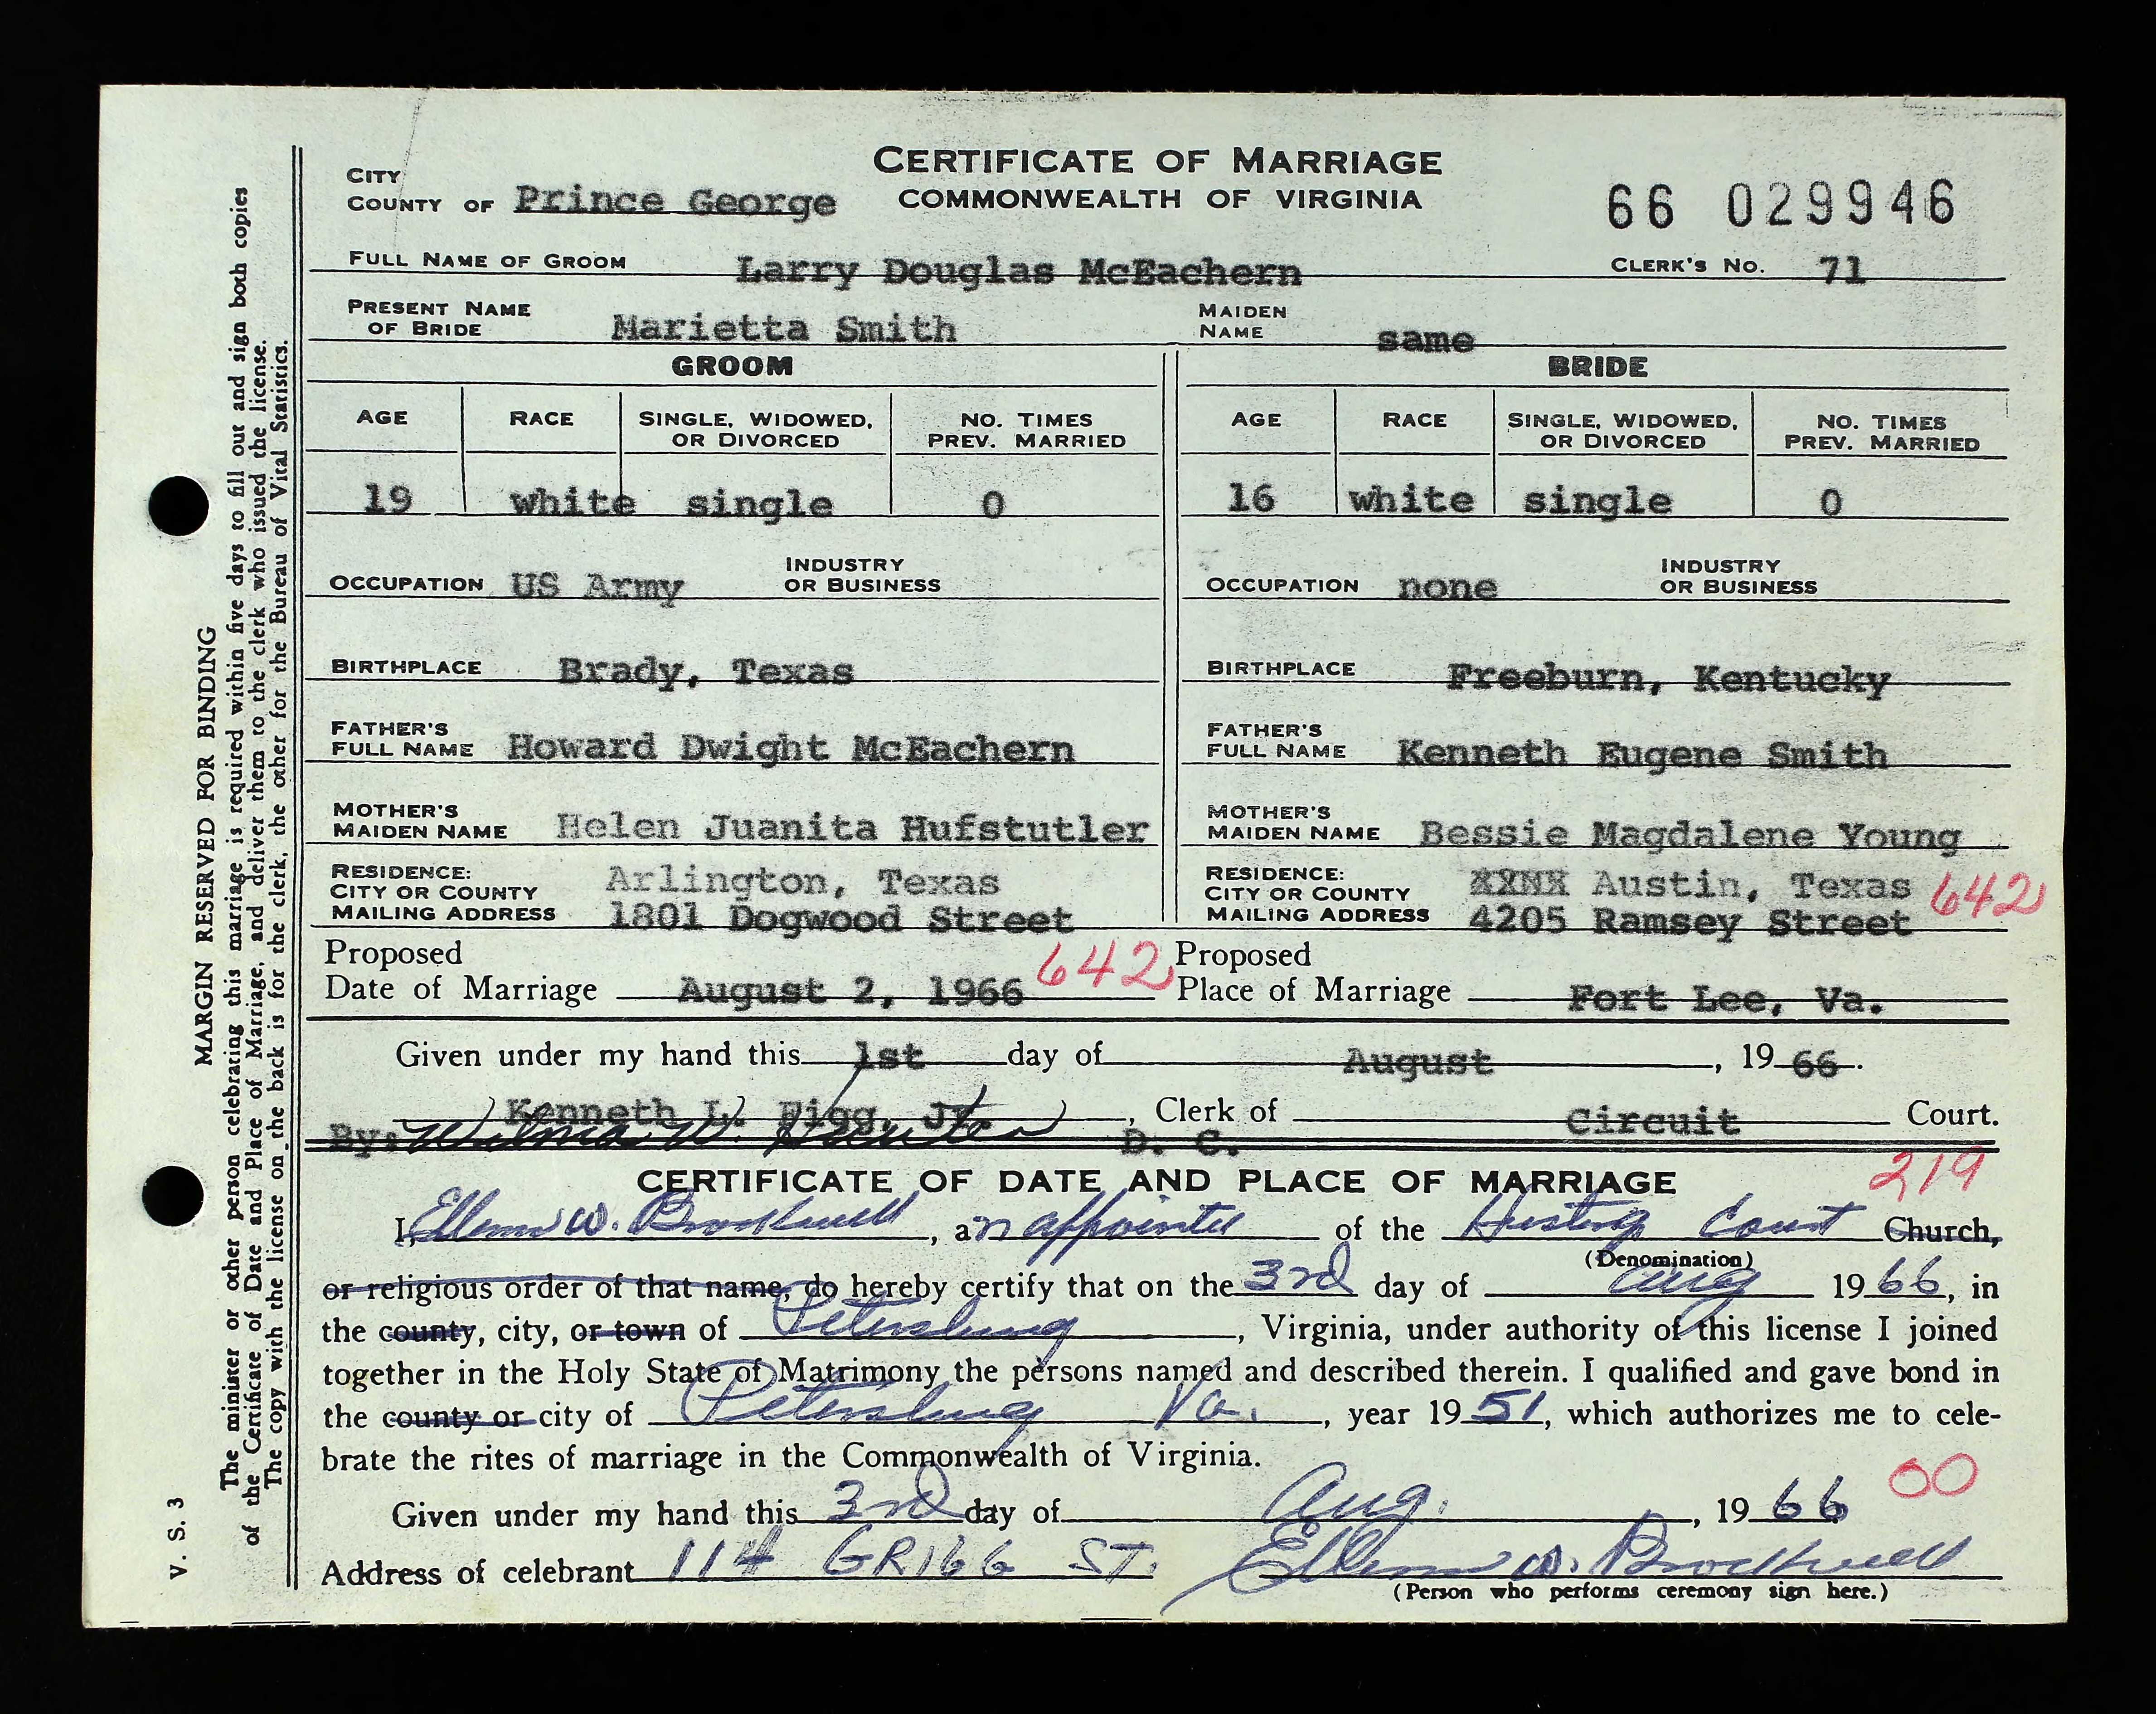 CERTIFICATE OF MARRIAGE
COMMONWEALTH OF VIRGINIA
CITY
COUNTY OF Prince George
66 029946
FULL NAME OF GROOM Larry Douglas McEachern CLERK'S No. 71
PRESENT NAME OF BRIDE Marietta Smith MAIDEN NAME same
GROOM BRIDE
AGE RACE SINGLE, WIDOWED, OR DIVORCED NO. TIMES PREV. MARRIED AGE RACE SINGLE, WIDOWED, OR DIVORCED NO. TIMES PREV. MARRIED
19 white single 0 16 white single 0
OCCUPATION US Army INDUSTRY OR BUSINESS OCCUPATION none INDUSTRY OR BUSINESS
BIRTHPLACE Brady, Texas BIRTHPLACE Freeburn, Kentucky
FATHER'S FULL NAME Howard Dwight McEachern FATHER'S FULL NAME Kenneth Eugene Smith
MOTHER'S MAIDEN NAME Helen Juanita Hufstutler MOTHER'S MAIDEN NAME Bessie Magdalene Young
RESIDENCE: CITY OR COUNTY Arlington, Texas RESIDENCE: CITY OR COUNTY Austin, Texas 642
MAILING ADDRESS 1801 Dogwood Street MAILING ADDRESS 4205 Ramsey Street
Proposed Date of Marriage August 2, 1966 642 Proposed Place of Marriage Fort Lee, Va.
Given under my hand this 1st day of August, 1966.
Kenneth L. Figg, Jr., Clerk of Circuit Court.
By: Wilma W. Hunter D. C.
CERTIFICATE OF DATE AND PLACE OF MARRIAGE 219
I, W. Brockwell, an appointee of the Hustings Court Church,
(Denomination)
or religious order of that name, do hereby certify that on the 3rd day of Aug 1966, in
the county, city, or town of Petersburg, Virginia, under authority of this license I joined
together in the Holy State of Matrimony the persons named and described therein. I qualified and gave bond in
the county or city of Petersburg Va., year 1951, which authorizes me to cele-
brate the rites of marriage in the Commonwealth of Virginia.
00
Given under my hand this 3rd day of Aug., 1966
Address of celebrant 114 GRIGG ST. W. Brockwell
(Person who performs ceremony sign here.)
V. S. 3
MARGIN RESERVED FOR BINDING
The minister or other person celebrating this marriage is required within five days to fill out and sign both copies
of the Certificate of Date and Place of Marriage, and deliver them to the clerk who issued the license.
The copy with the license on the back is for the clerk, the other for the Bureau of Vital Statistics.